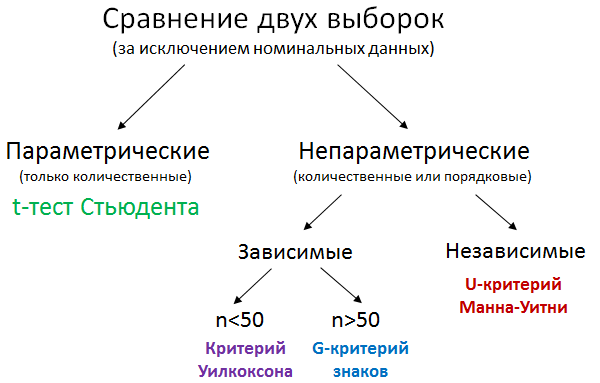 Сравнение двух выборок
(за исключением номинальных данных)
Параметрические
(только количественные)
t-тест Стьюдента
Непараметрические
(количественные или порядковые)
Зависимые
Независимые
U-критерий
Манна-Уитни
n<50
Критерий
Уилкоксона
n>50
G-критерий
знаков